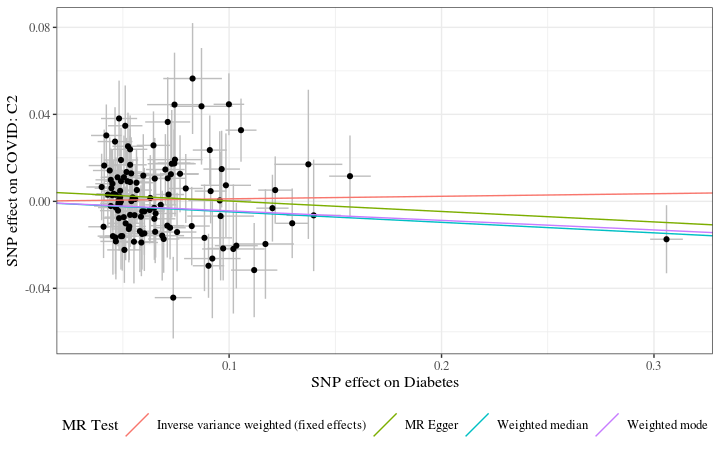 0.08
0.04
0.00
-0.04
SNP effect on COVID: C2
0.1 0.2 0.3
SNP effect on Diabetes
MR Test Inverse variance weighted (fixed effects) MR Egger Weighted median Weighted mode